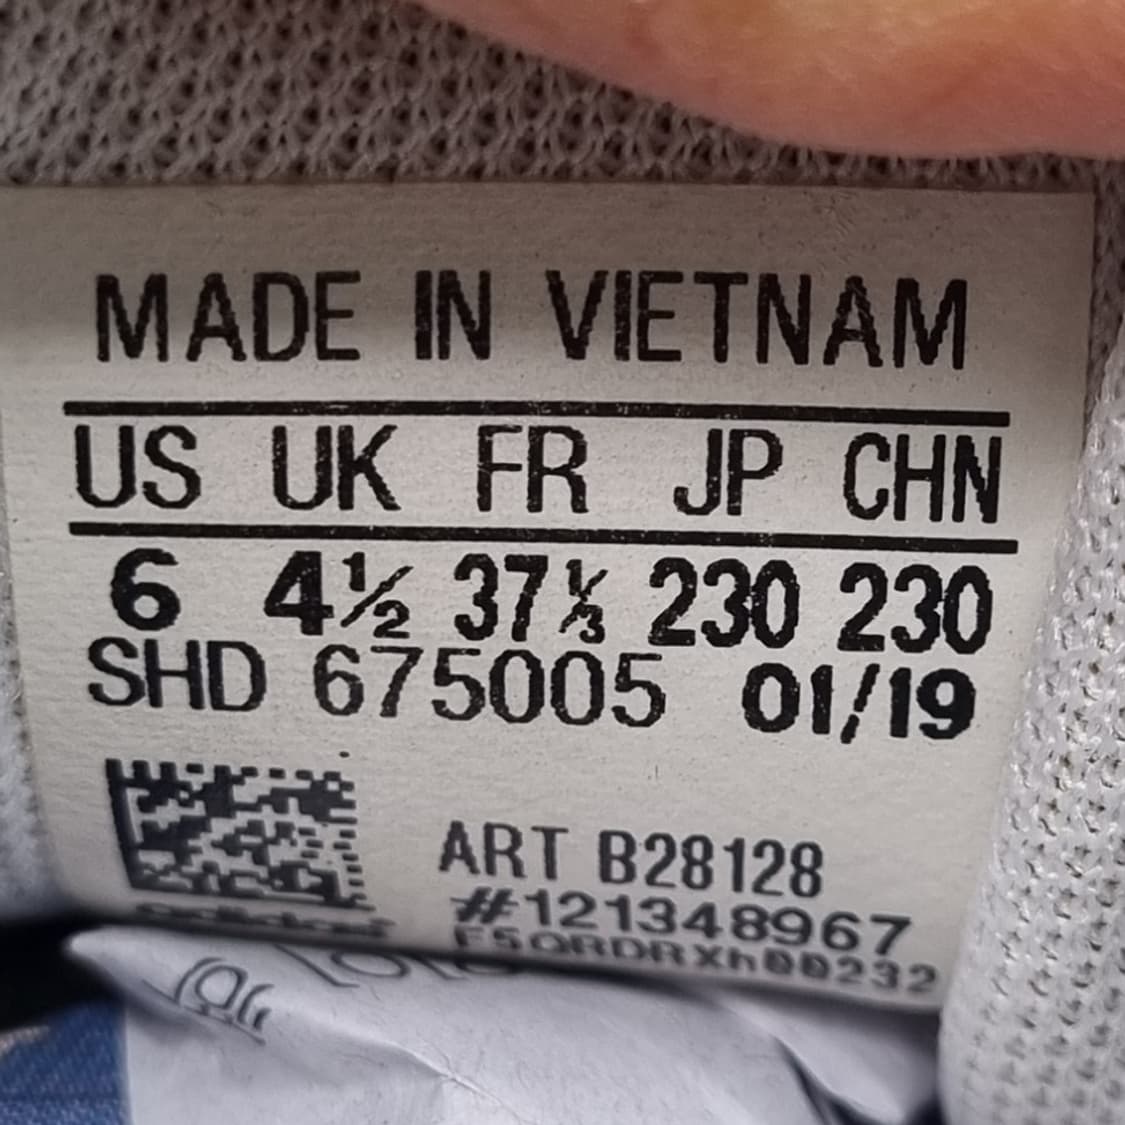 MADE IN VIETNAM
US UK FR JP CHN
6 4½ 37⅓ 230 230
SHD 675005 01/19
ART B28128
#121348967
adidas